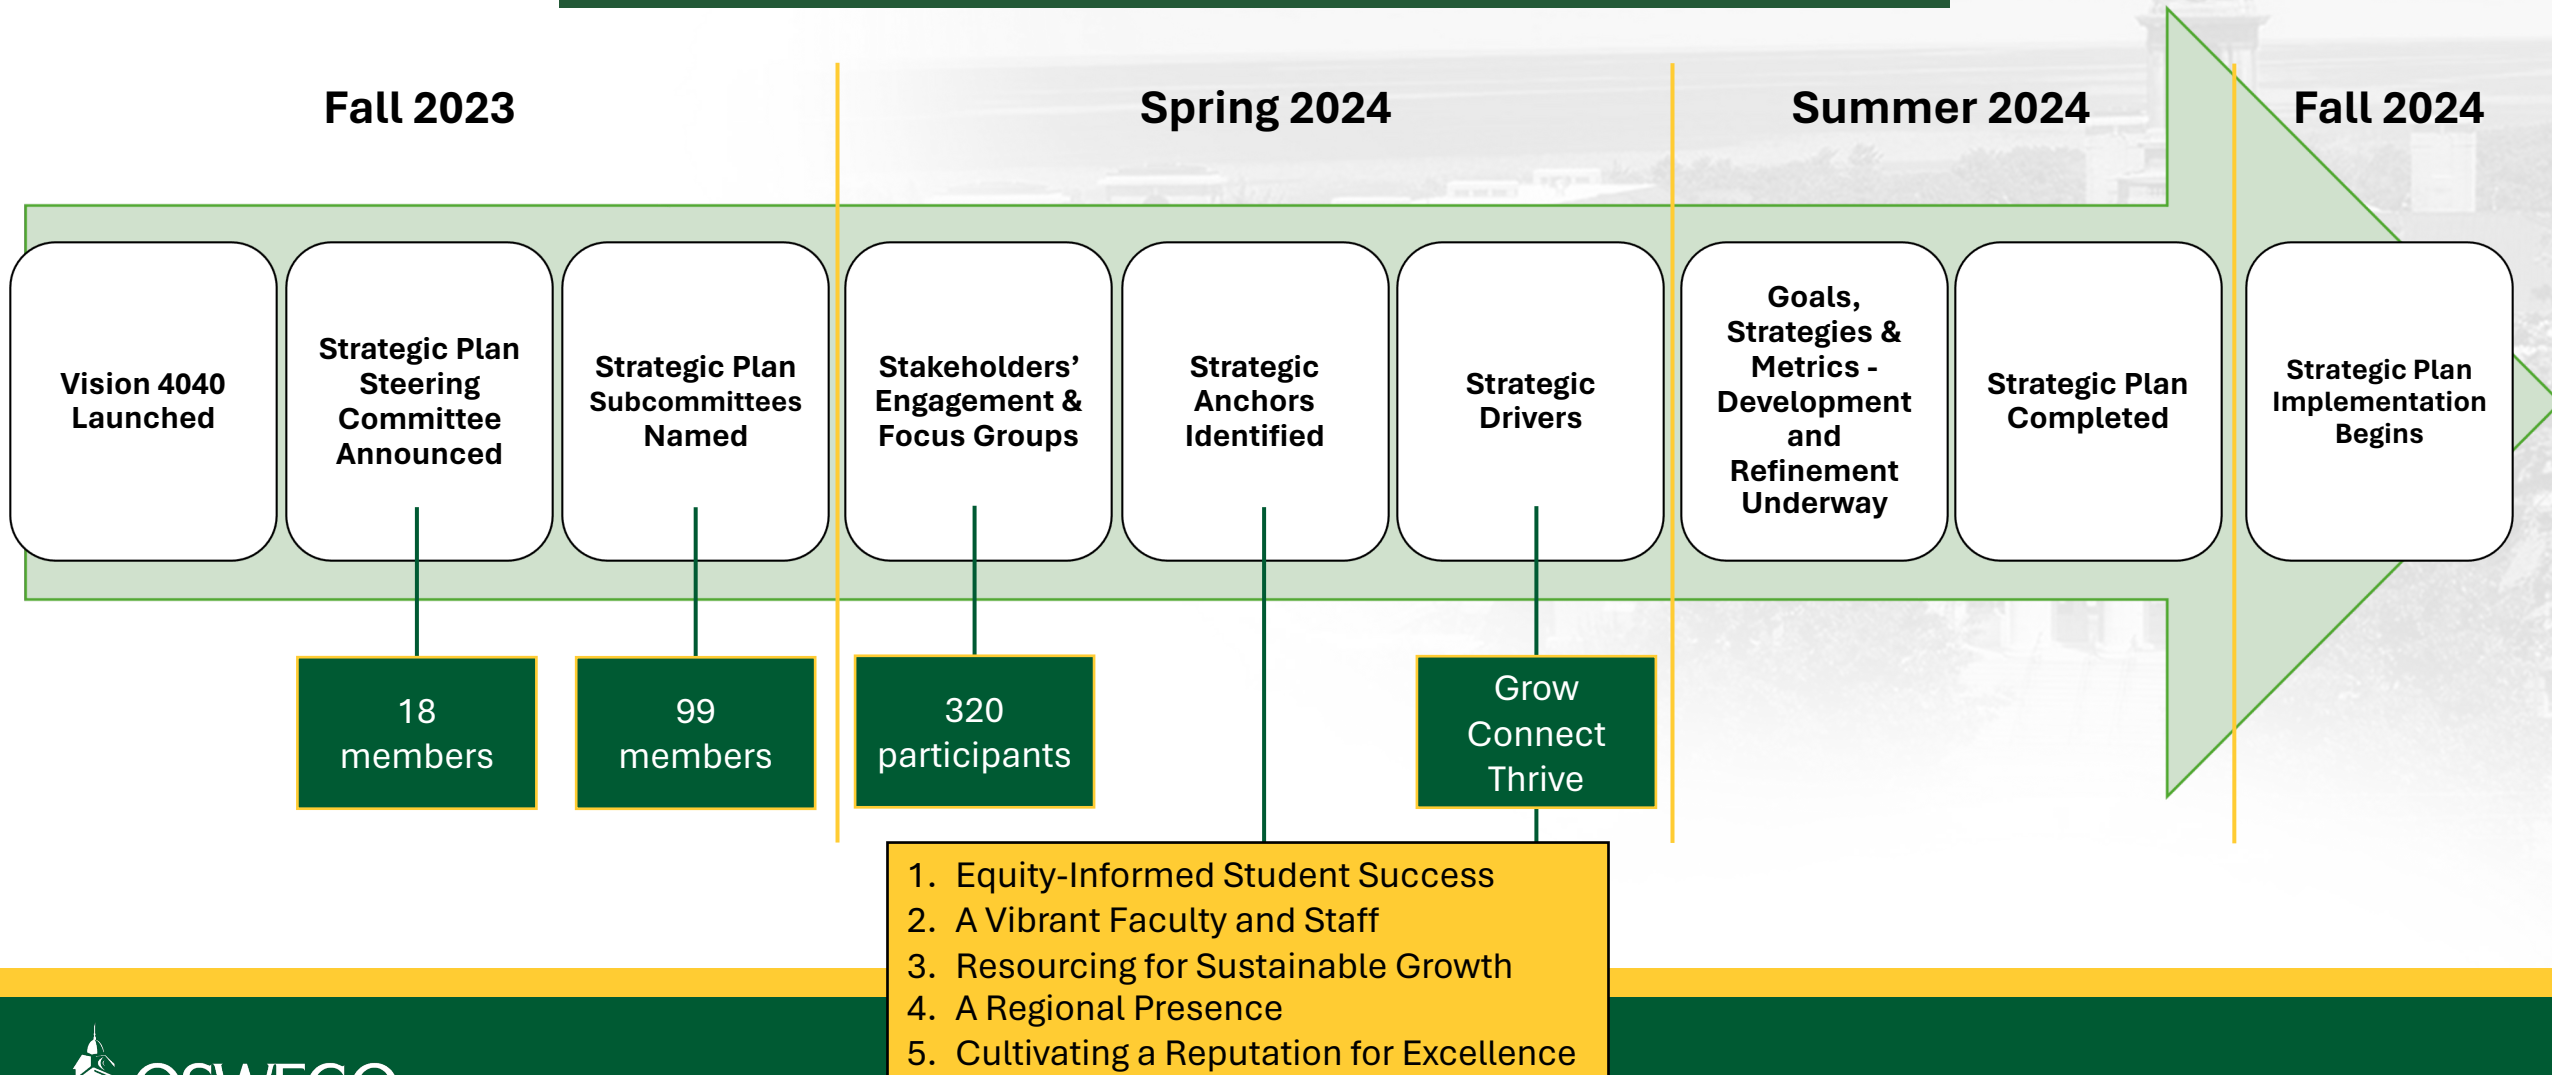 Fall 2023
Spring 2024
Summer 2024
Fall 2024
Vision 4040
Launched
Strategic Plan
Steering
Committee
Announced
Strategic Plan
Subcommittees
Named
Stakeholders’
Engagement &
Focus Groups
Strategic
Anchors
Identified
Strategic
Drivers
Goals,
Strategies &
Metrics -
Development
and
Refinement
Underway
Strategic Plan
Completed
Strategic Plan
Implementation
Begins
18
members
99
members
320
participants
Grow
Connect
Thrive
1. Equity-Informed Student Success
2. A Vibrant Faculty and Staff
3. Resourcing for Sustainable Growth
4. A Regional Presence
5. Cultivating a Reputation for Excellence
OSWEGO